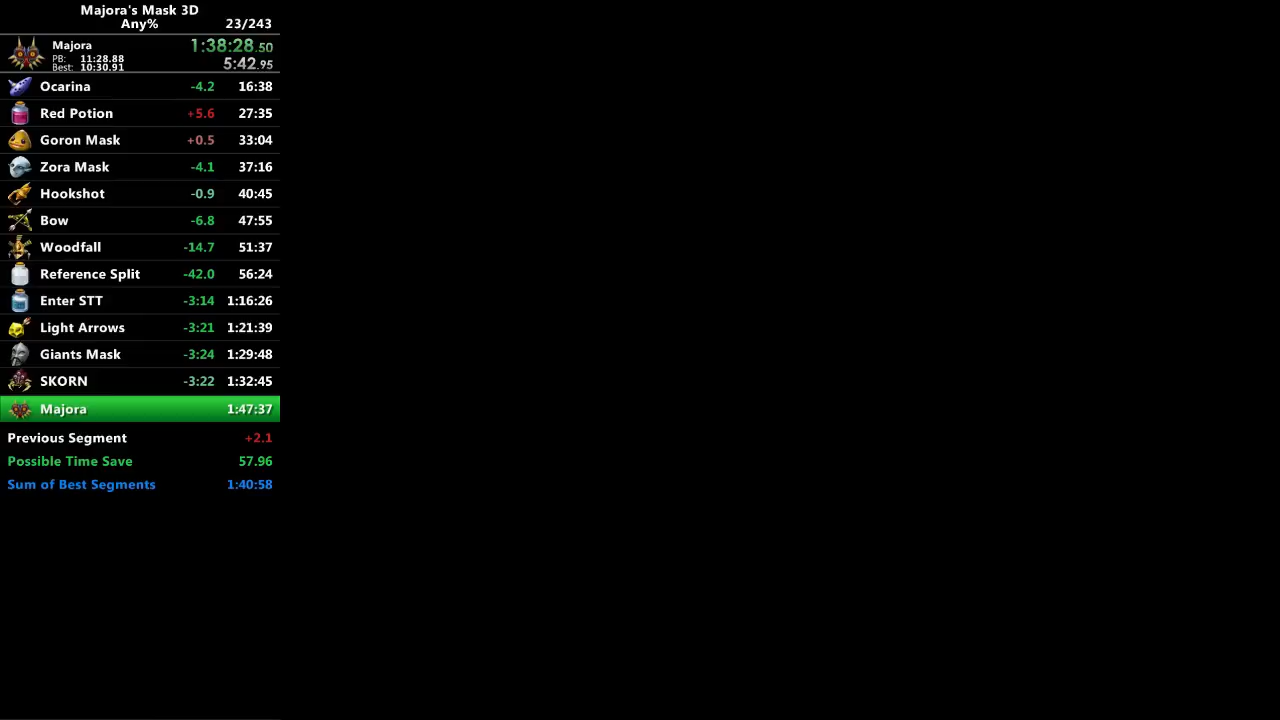 Majora's Mask 3D
Any% 23/243
Majora 1:38:28.50
PB: 11:28.88 5:42.95
Best: 10:30.91
Ocarina -4.2 16:38
Red Potion +5.6 27:35
Goron Mask +0.5 33:04
Zora Mask -4.1 37:16
Hookshot -0.9 40:45
Bow -6.8 47:55
Woodfall -14.7 51:37
Reference Split -42.0 56:24
Enter STT -3:14 1:16:26
Light Arrows -3:21 1:21:39
Giants Mask -3:24 1:29:48
SKORN -3:22 1:32:45
Majora 1:47:37
Previous Segment +2.1
Possible Time Save 57.96
Sum of Best Segments 1:40:58